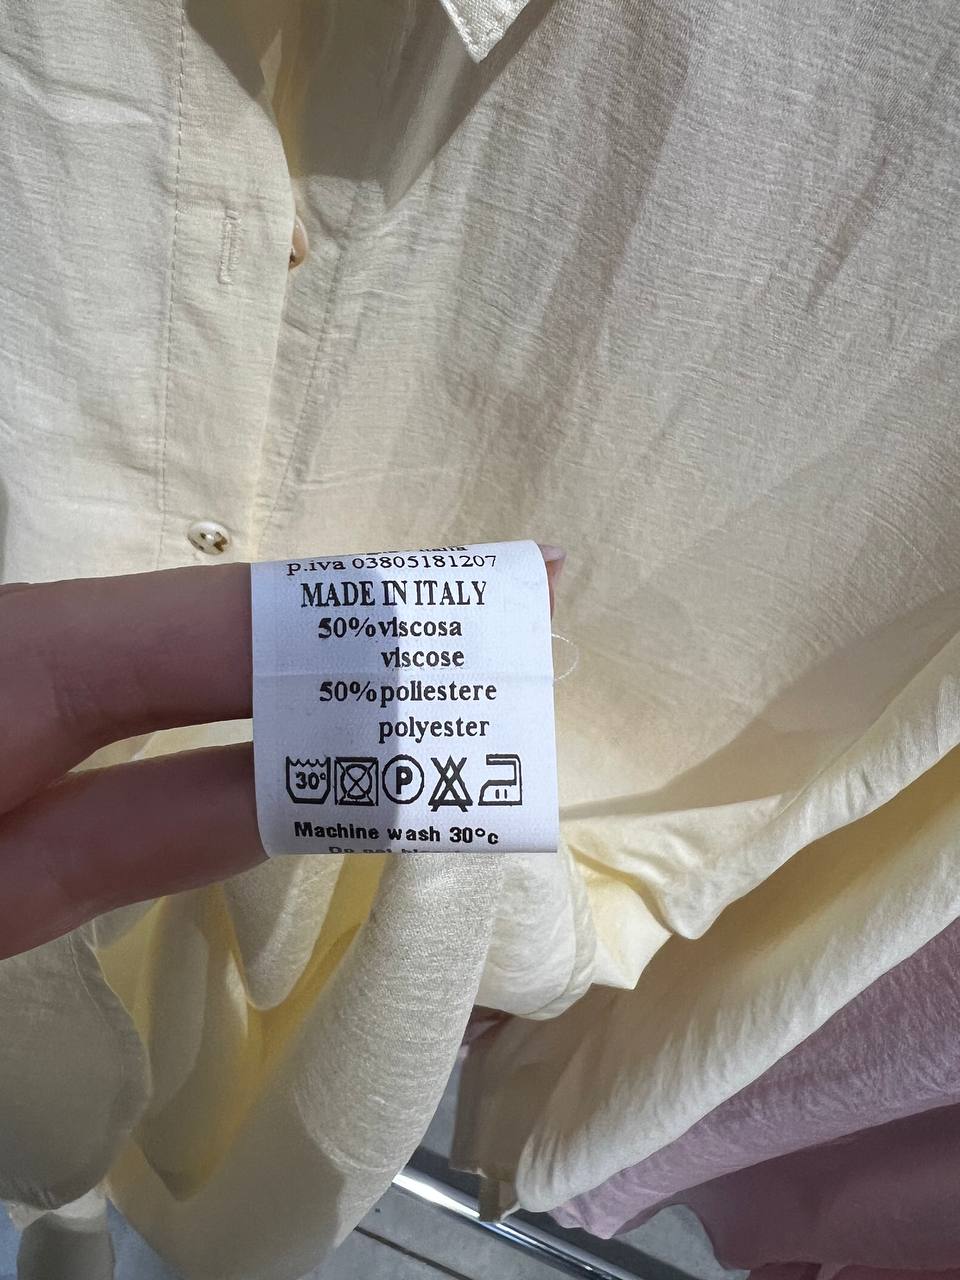 p.iva 03805181207
MADE IN ITALY
50% viscosa
viscose
50% poliestere
polyester
30° P
Machine wash 30°c